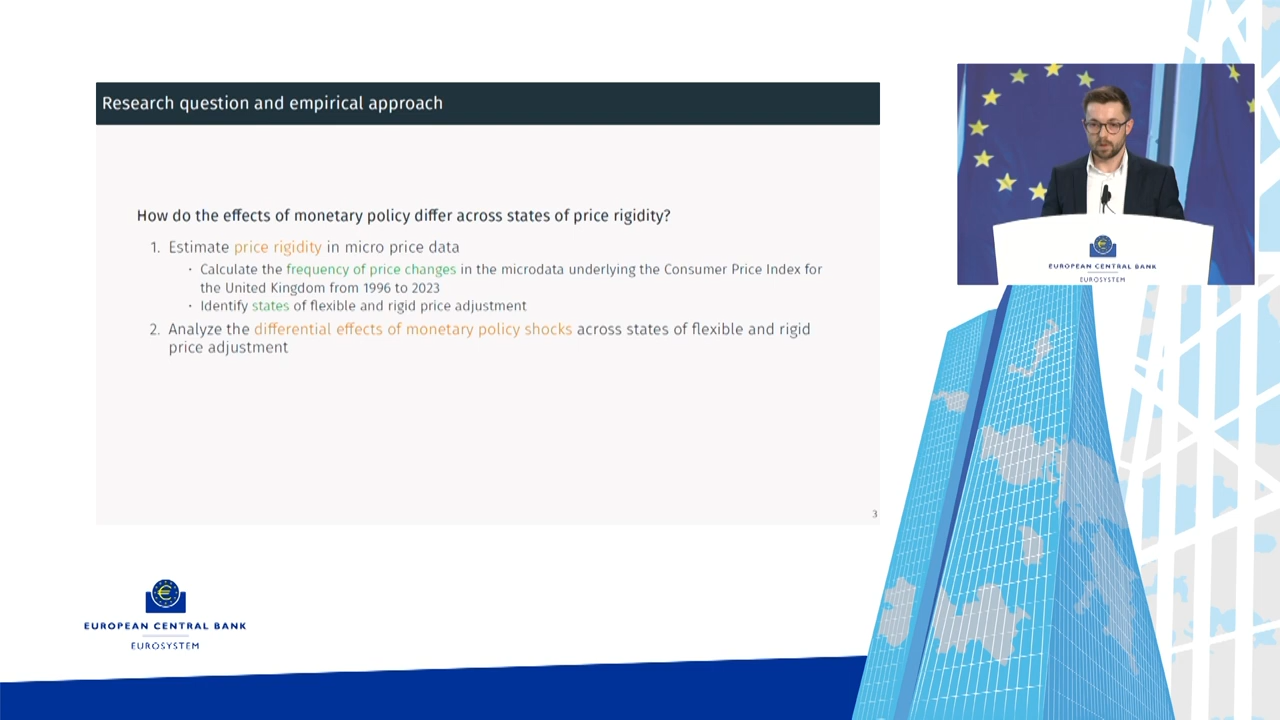 Research question and empirical approach
How do the effects of monetary policy differ across states of price rigidity?
1. Estimate price rigidity in micro price data
· Calculate the frequency of price changes in the microdata underlying the Consumer Price Index for
the United Kingdom from 1996 to 2023
· Identify states of flexible and rigid price adjustment
2. Analyze the differential effects of monetary policy shocks across states of flexible and rigid
price adjustment
3
EUROPEAN CENTRAL BANK
EUROSYSTEM
EUROPEAN CENTRAL BANK
EUROSYSTEM